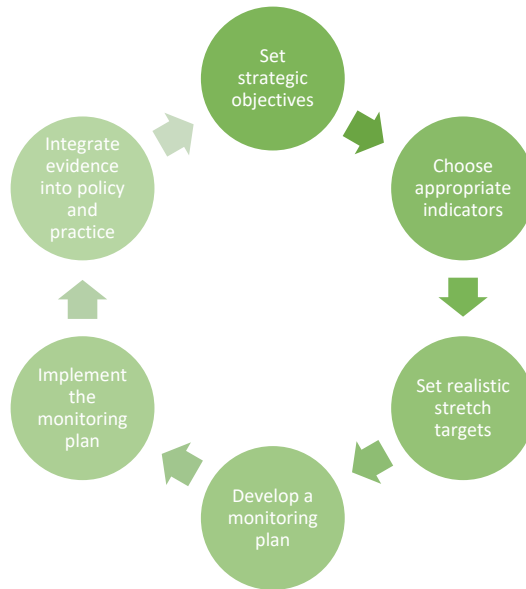 Set
strategic
objectives
Choose
appropriate
indicators
Set realistic
stretch
targets
Develop a
monitoring
plan
Implement
the
monitoring
plan
Integrate
evidence
into policy
and
practice